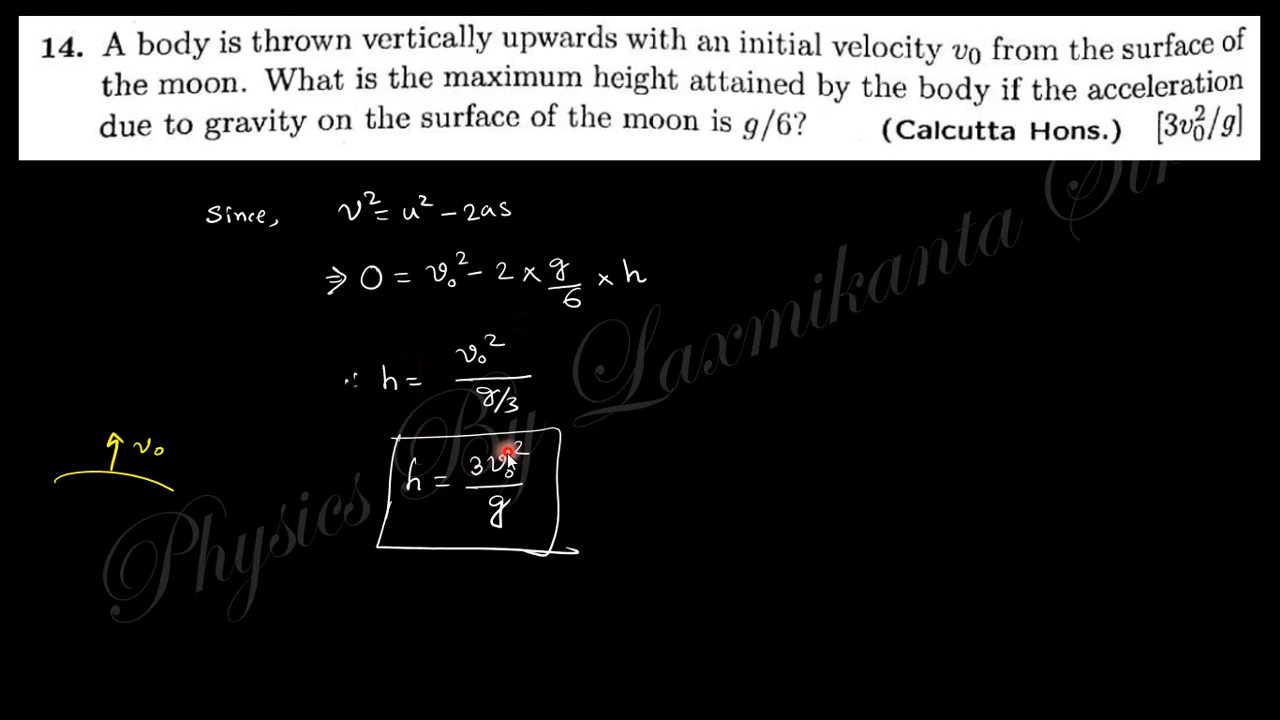 14. A body is thrown vertically upwards with an initial velocity v₀ from the surface of
the moon. What is the maximum height attained by the body if the acceleration
due to gravity on the surface of the moon is g/6? (Calcutta Hons.) [3v₀²/g]
Since, v² = u² - 2as
⇒ 0 = v₀² - 2 × g/6 × h
∴ h = v₀² / g/3
↑ v₀
h = 3v₀² / g
Physics By Laxmikanta